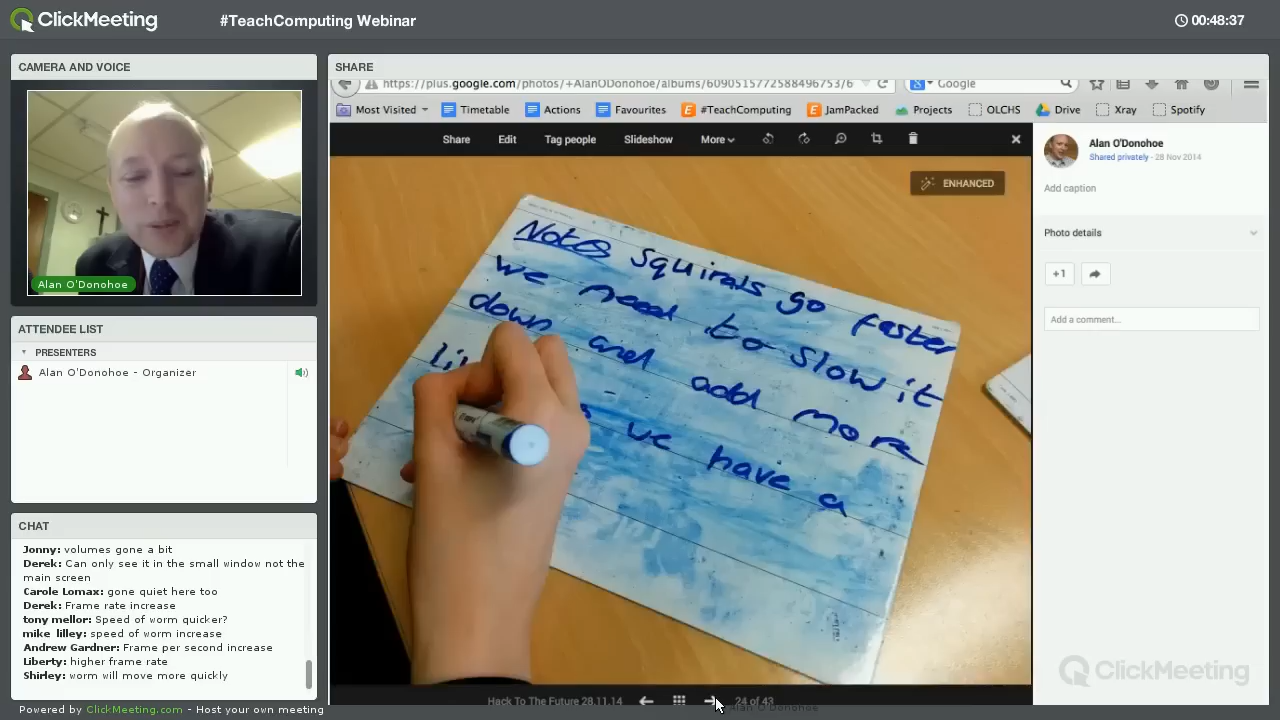 ClickMeeting
#TeachComputing Webinar
00:48:37
CAMERA AND VOICE
Alan O'Donohoe
ATTENDEE LIST
PRESENTERS
Alan O'Donohoe - Organizer
CHAT
Jonny: volumes gone a bit
Derek: Can only see it in the small window not the
main screen
Carole Lomax: gone quiet here too
Derek: Frame rate increase
tony mellor: Speed of worm quicker?
mike lilley: speed of worm increase
Andrew Gardner: Frame per second increase
Liberty: higher frame rate
Shirley: worm will move more quickly
Powered by ClickMeeting.com - Host your own meeting
SHARE
https://plus.google.com/photos/+AlanODonohoe/albums/6090515772588496753/6
Google
Most Visited
Timetable
Actions
Favourites
#TeachComputing
JamPacked
Projects
OLCHS
Drive
Xray
Spotify
Share
Edit
Tag people
Slideshow
More
ENHANCED
Notes Squirals go faster
we need to slow it
down and add more
we have a
Hack To The Future 28.11.14
24 of 43
Alan O'Donohoe
Alan O'Donohoe
Shared privately - 28 Nov 2014
Add caption
Photo details
+1
Add a comment...
ClickMeeting